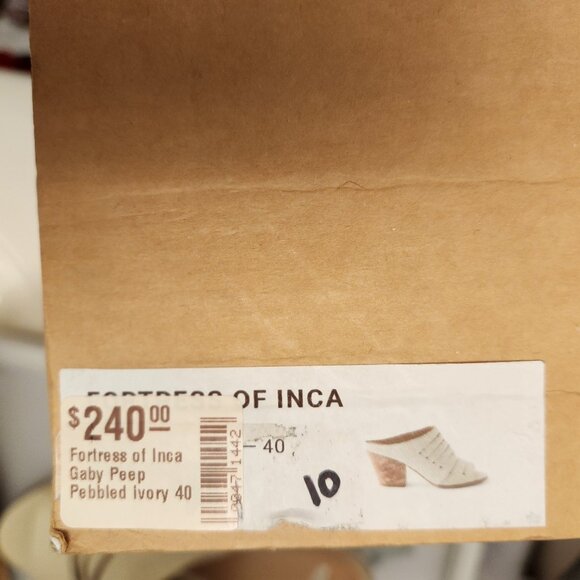 FORTRESS OF INCA
$240.00
– 40
Fortress of Inca
Gaby Peep
Pebbled Ivory 40
10